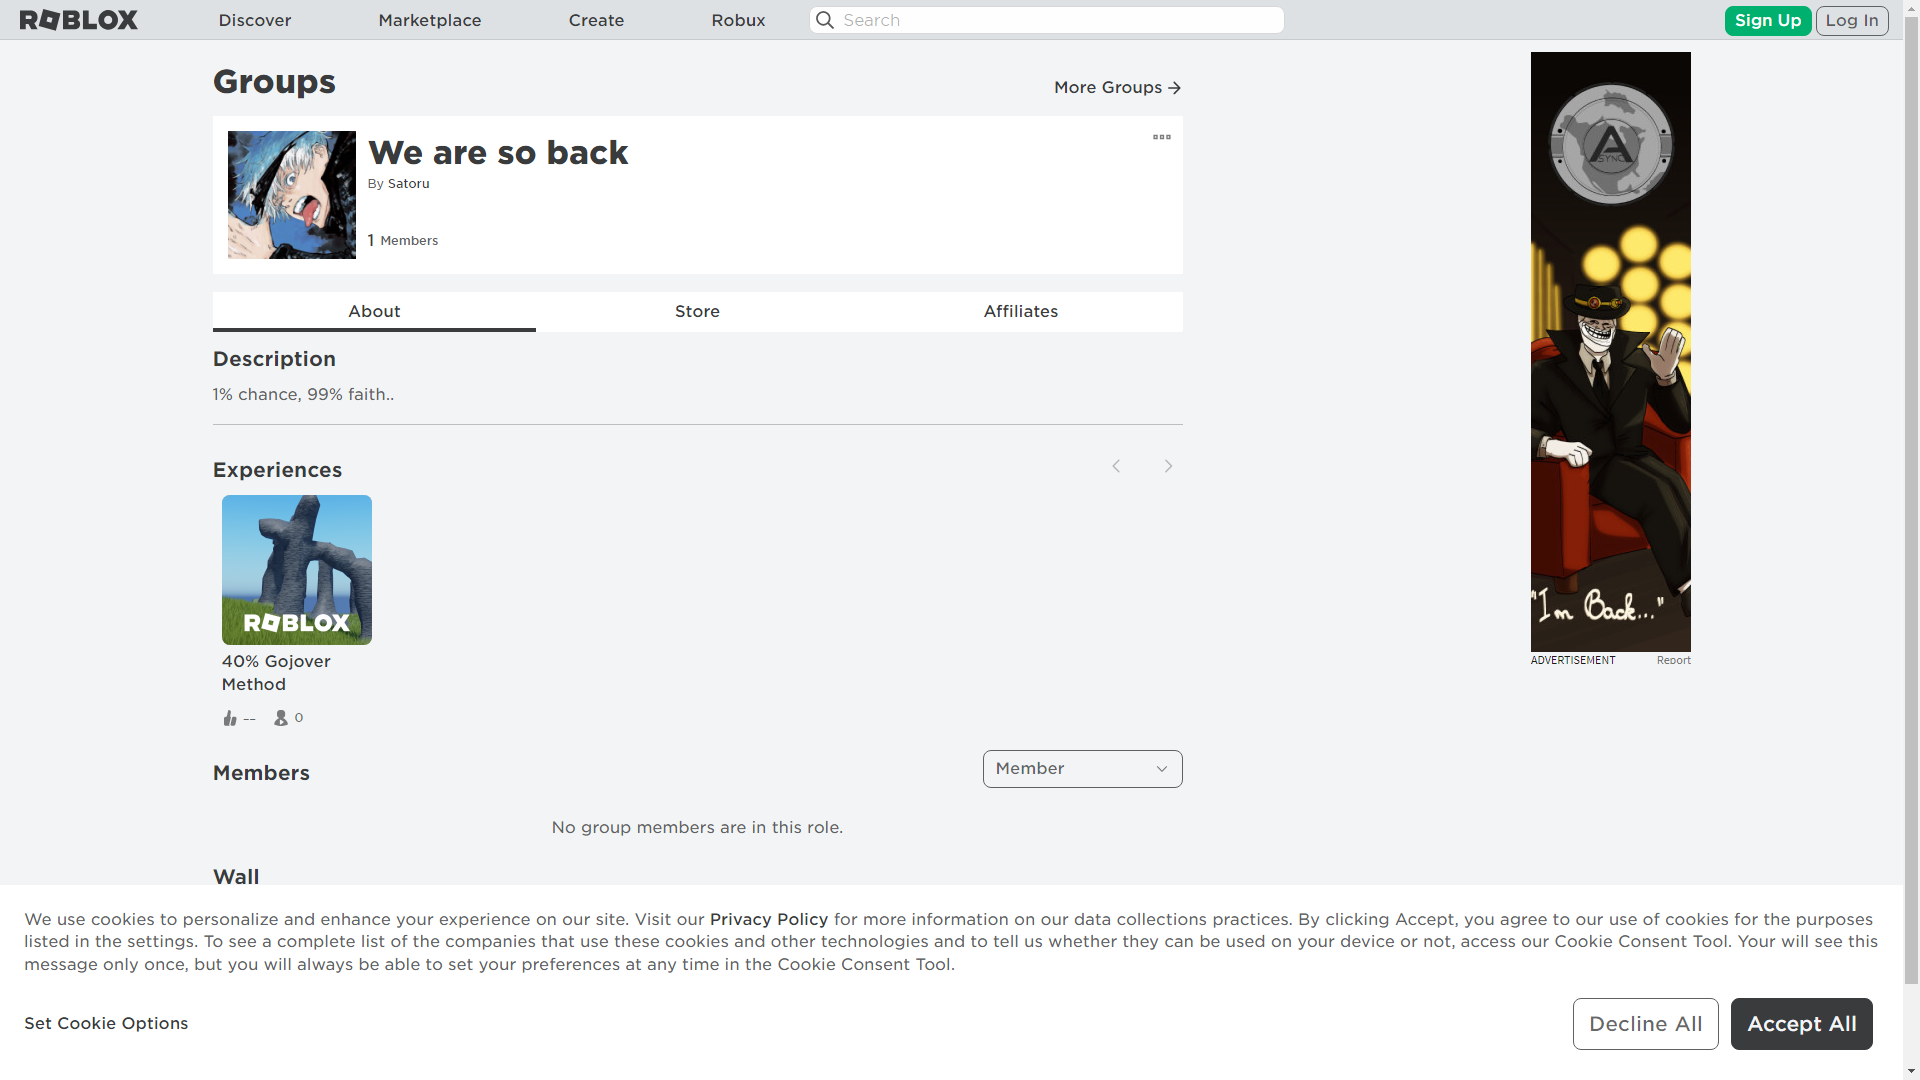 ROBLOX
Discover
Marketplace
Create
Robux
Search
Sign Up
Log In
Groups
More Groups
We are so back
By Satoru
1 Members
A
SYNC
About
Store
Affiliates
Description
1% chance, 99% faith..
Experiences
ROBLOX
40% Gojover
Method
--
0
"I'm Back..."
ADVERTISEMENT
Report
Members
Member
No group members are in this role.
Wall
We use cookies to personalize and enhance your experience on our site. Visit our Privacy Policy for more information on our data collections practices. By clicking Accept, you agree to our use of cookies for the purposes
listed in the settings. To see a complete list of the companies that use these cookies and other technologies and to tell us whether they can be used on your device or not, access our Cookie Consent Tool. Your will see this
message only once, but you will always be able to set your preferences at any time in the Cookie Consent Tool.
Set Cookie Options
Decline All
Accept All